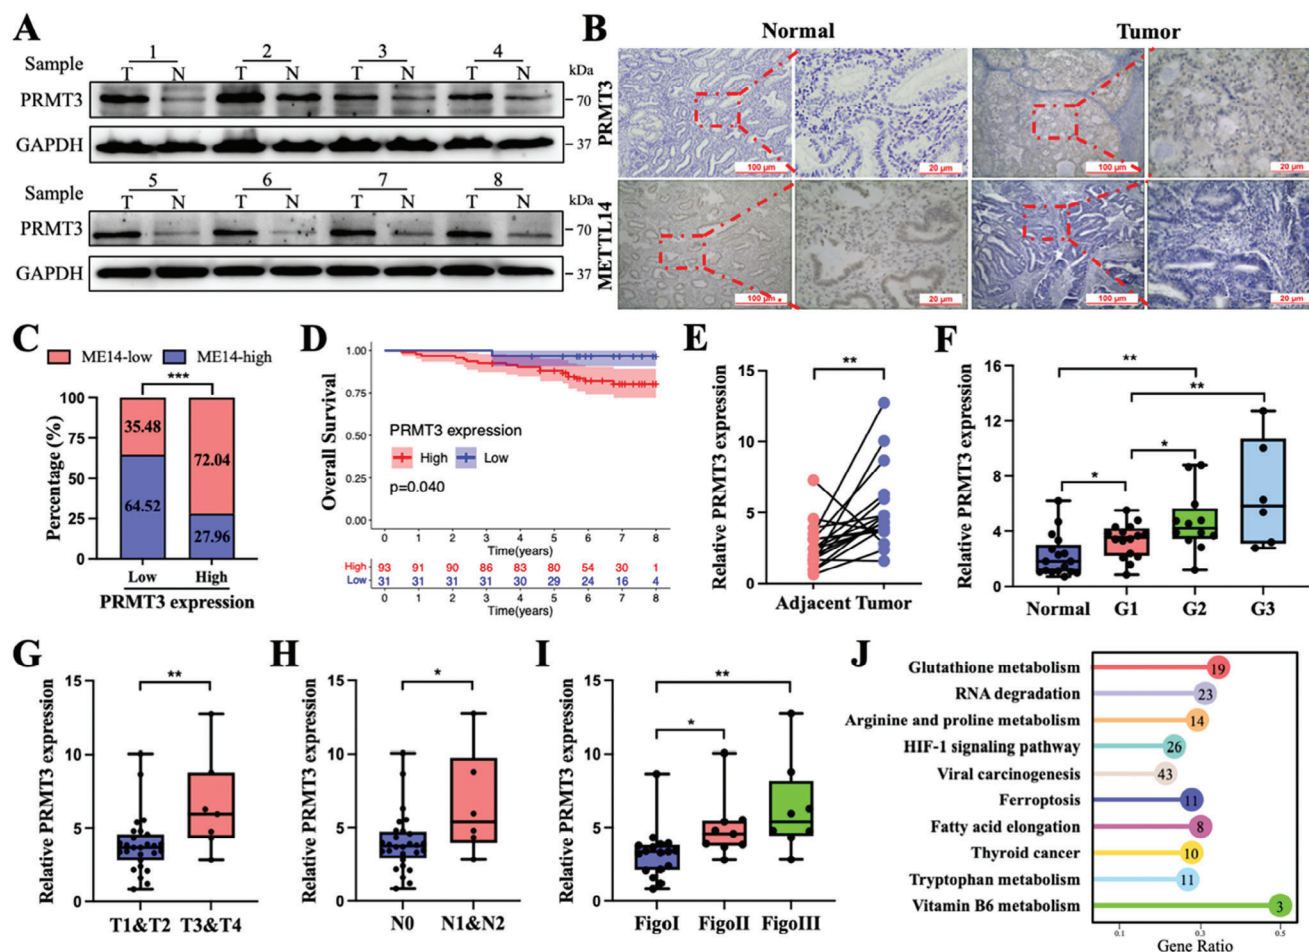 A
Sample
1 2 3 4
T N T N T N T N
kDa
PRMT3
70
GAPDH
37
Sample
5 6 7 8
T N T N T N T N
kDa
PRMT3
70
GAPDH
37
B
Normal
Tumor
PRMT3
100 μm
20 μm
100 μm
20 μm
METTL14
100 μm
20 μm
100 μm
20 μm
C
ME14-low
ME14-high
***
Percentage (%)
100
75
50
25
0
35.48
64.52
72.04
27.96
Low High
PRMT3 expression
D
Overall Survival
1.00
0.75
0.50
0.25
0.00
PRMT3 expression
High Low
p=0.040
0 1 2 3 4 5 6 7 8
Time(years)
High 93 91 90 86 83 80 54 30 1
Low 31 31 31 31 30 29 24 16 4
0 1 2 3 4 5 6 7 8
Time(years)
E
Relative PRMT3 expression
**
15
10
5
0
Adjacent Tumor
F
Relative PRMT3 expression
**
**
*
*
16
12
8
4
0
Normal G1 G2 G3
G
Relative PRMT3 expression
**
15
10
5
0
T1&T2 T3&T4
H
Relative PRMT3 expression
*
15
10
5
0
N0 N1&N2
I
Relative PRMT3 expression
**
*
15
10
5
0
FigoI FigoII FigoIII
J
Glutathione metabolism 19
RNA degradation 23
Arginine and proline metabolism 14
HIF-1 signaling pathway 26
Viral carcinogenesis 43
Ferroptosis 11
Fatty acid elongation 8
Thyroid cancer 10
Tryptophan metabolism 11
Vitamin B6 metabolism 3
0.1 0.3 0.5
Gene Ratio